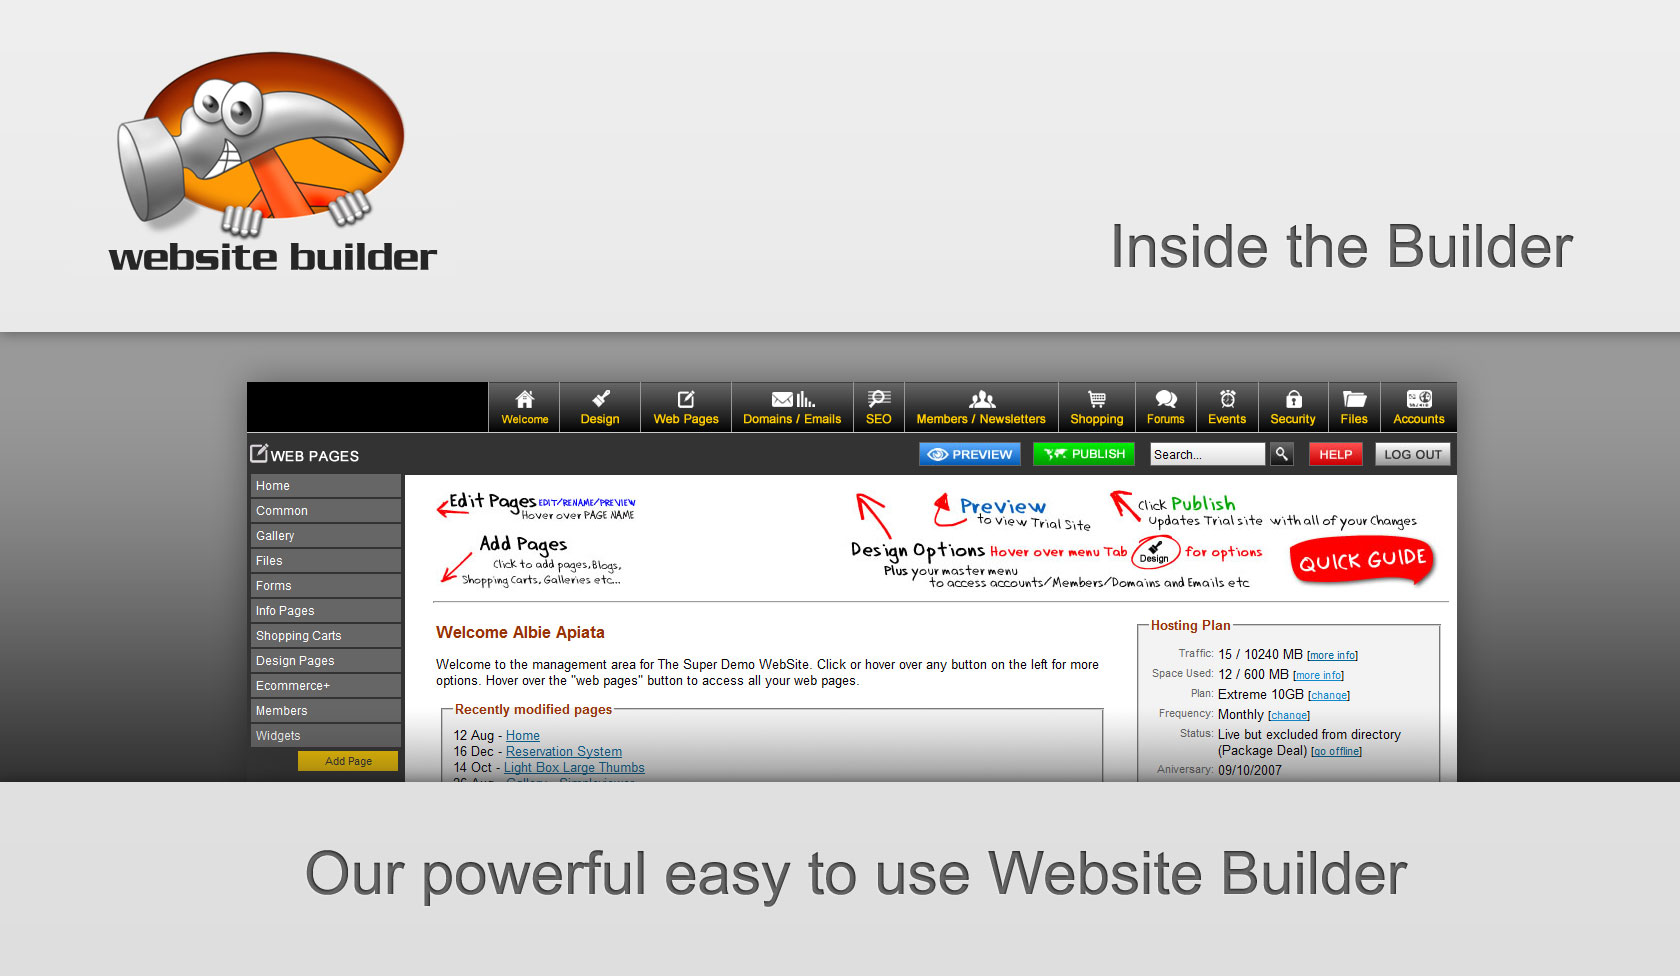 website builder
Inside the Builder
Welcome
Design
Web Pages
Domains / Emails
SEO
Members / Newsletters
Shopping
Forums
Events
Security
Files
Accounts
WEB PAGES
PREVIEW
PUBLISH
Search...
HELP
LOG OUT
Home
Common
Gallery
Files
Forms
Info Pages
Shopping Carts
Design Pages
Ecommerce+
Members
Widgets
Add Page
Edit Pages EDIT/RENAME/PREVIEW
Hover over PAGE NAME
Add Pages
Click to add pages, Blogs,
Shopping Carts, Galleries etc...
Preview
to view Trial Site
Click Publish
Updates Trial site with all of your Changes
Design Options Hover over menu Tab Design for options
Plus your master menu
to access accounts/Members/Domains and Emails etc
QUICK GUIDE
Welcome Albie Apiata
Welcome to the management area for The Super Demo WebSite. Click or hover over any button on the left for more
options. Hover over the "web pages" button to access all your web pages.
Recently modified pages
12 Aug - Home
16 Dec - Reservation System
14 Oct - Light Box Large Thumbs
Hosting Plan
Traffic: 15 / 10240 MB [more info]
Space Used: 12 / 600 MB [more info]
Plan: Extreme 10GB [change]
Frequency: Monthly [change]
Status: Live but excluded from directory
(Package Deal) [go offline]
Aniversary: 09/10/2007
Our powerful easy to use Website Builder